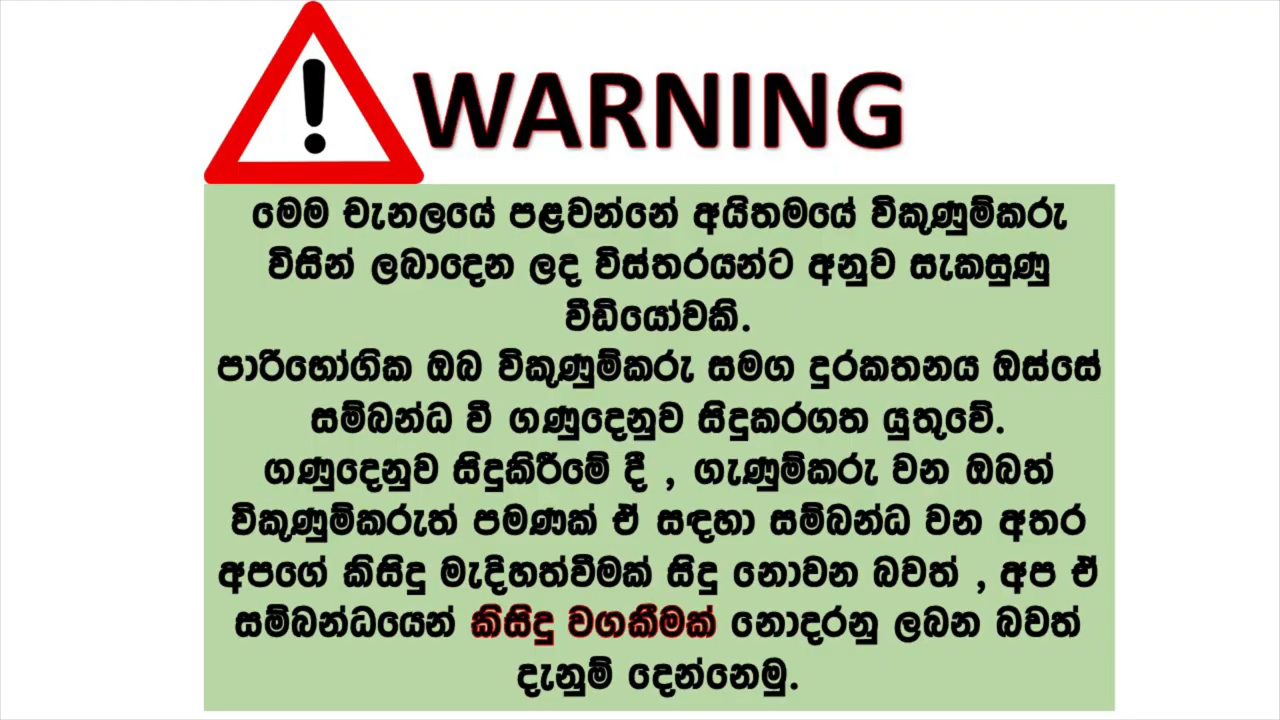 WARNING
මෙම චැනලයේ පළවන්නේ අයිතමයේ විකුණුම්කරු
විසින් ලබාදෙන ලද විස්තරයන්ට අනුව සැකසුණු
වීඩියෝවකි.
පාරිභෝගික ඔබ විකුණුම්කරු සමග දුරකතනය ඔස්සේ
සම්බන්ධ වී ගණුදෙනුව සිදුකරගත යුතුවේ.
ගණුදෙනුව සිදුකිරීමේ දී , ගැණුම්කරු වන ඔබත්
විකුණුම්කරුත් පමණක් ඒ සඳහා සම්බන්ධ වන අතර
අපගේ කිසිදු මැදිහත්වීමක් සිදු නොවන බවත් , අප ඒ
සම්බන්ධයෙන් කිසිදු වගකීමක් නොදරනු ලබන බවත්
දැනුම් දෙන්නෙමු.